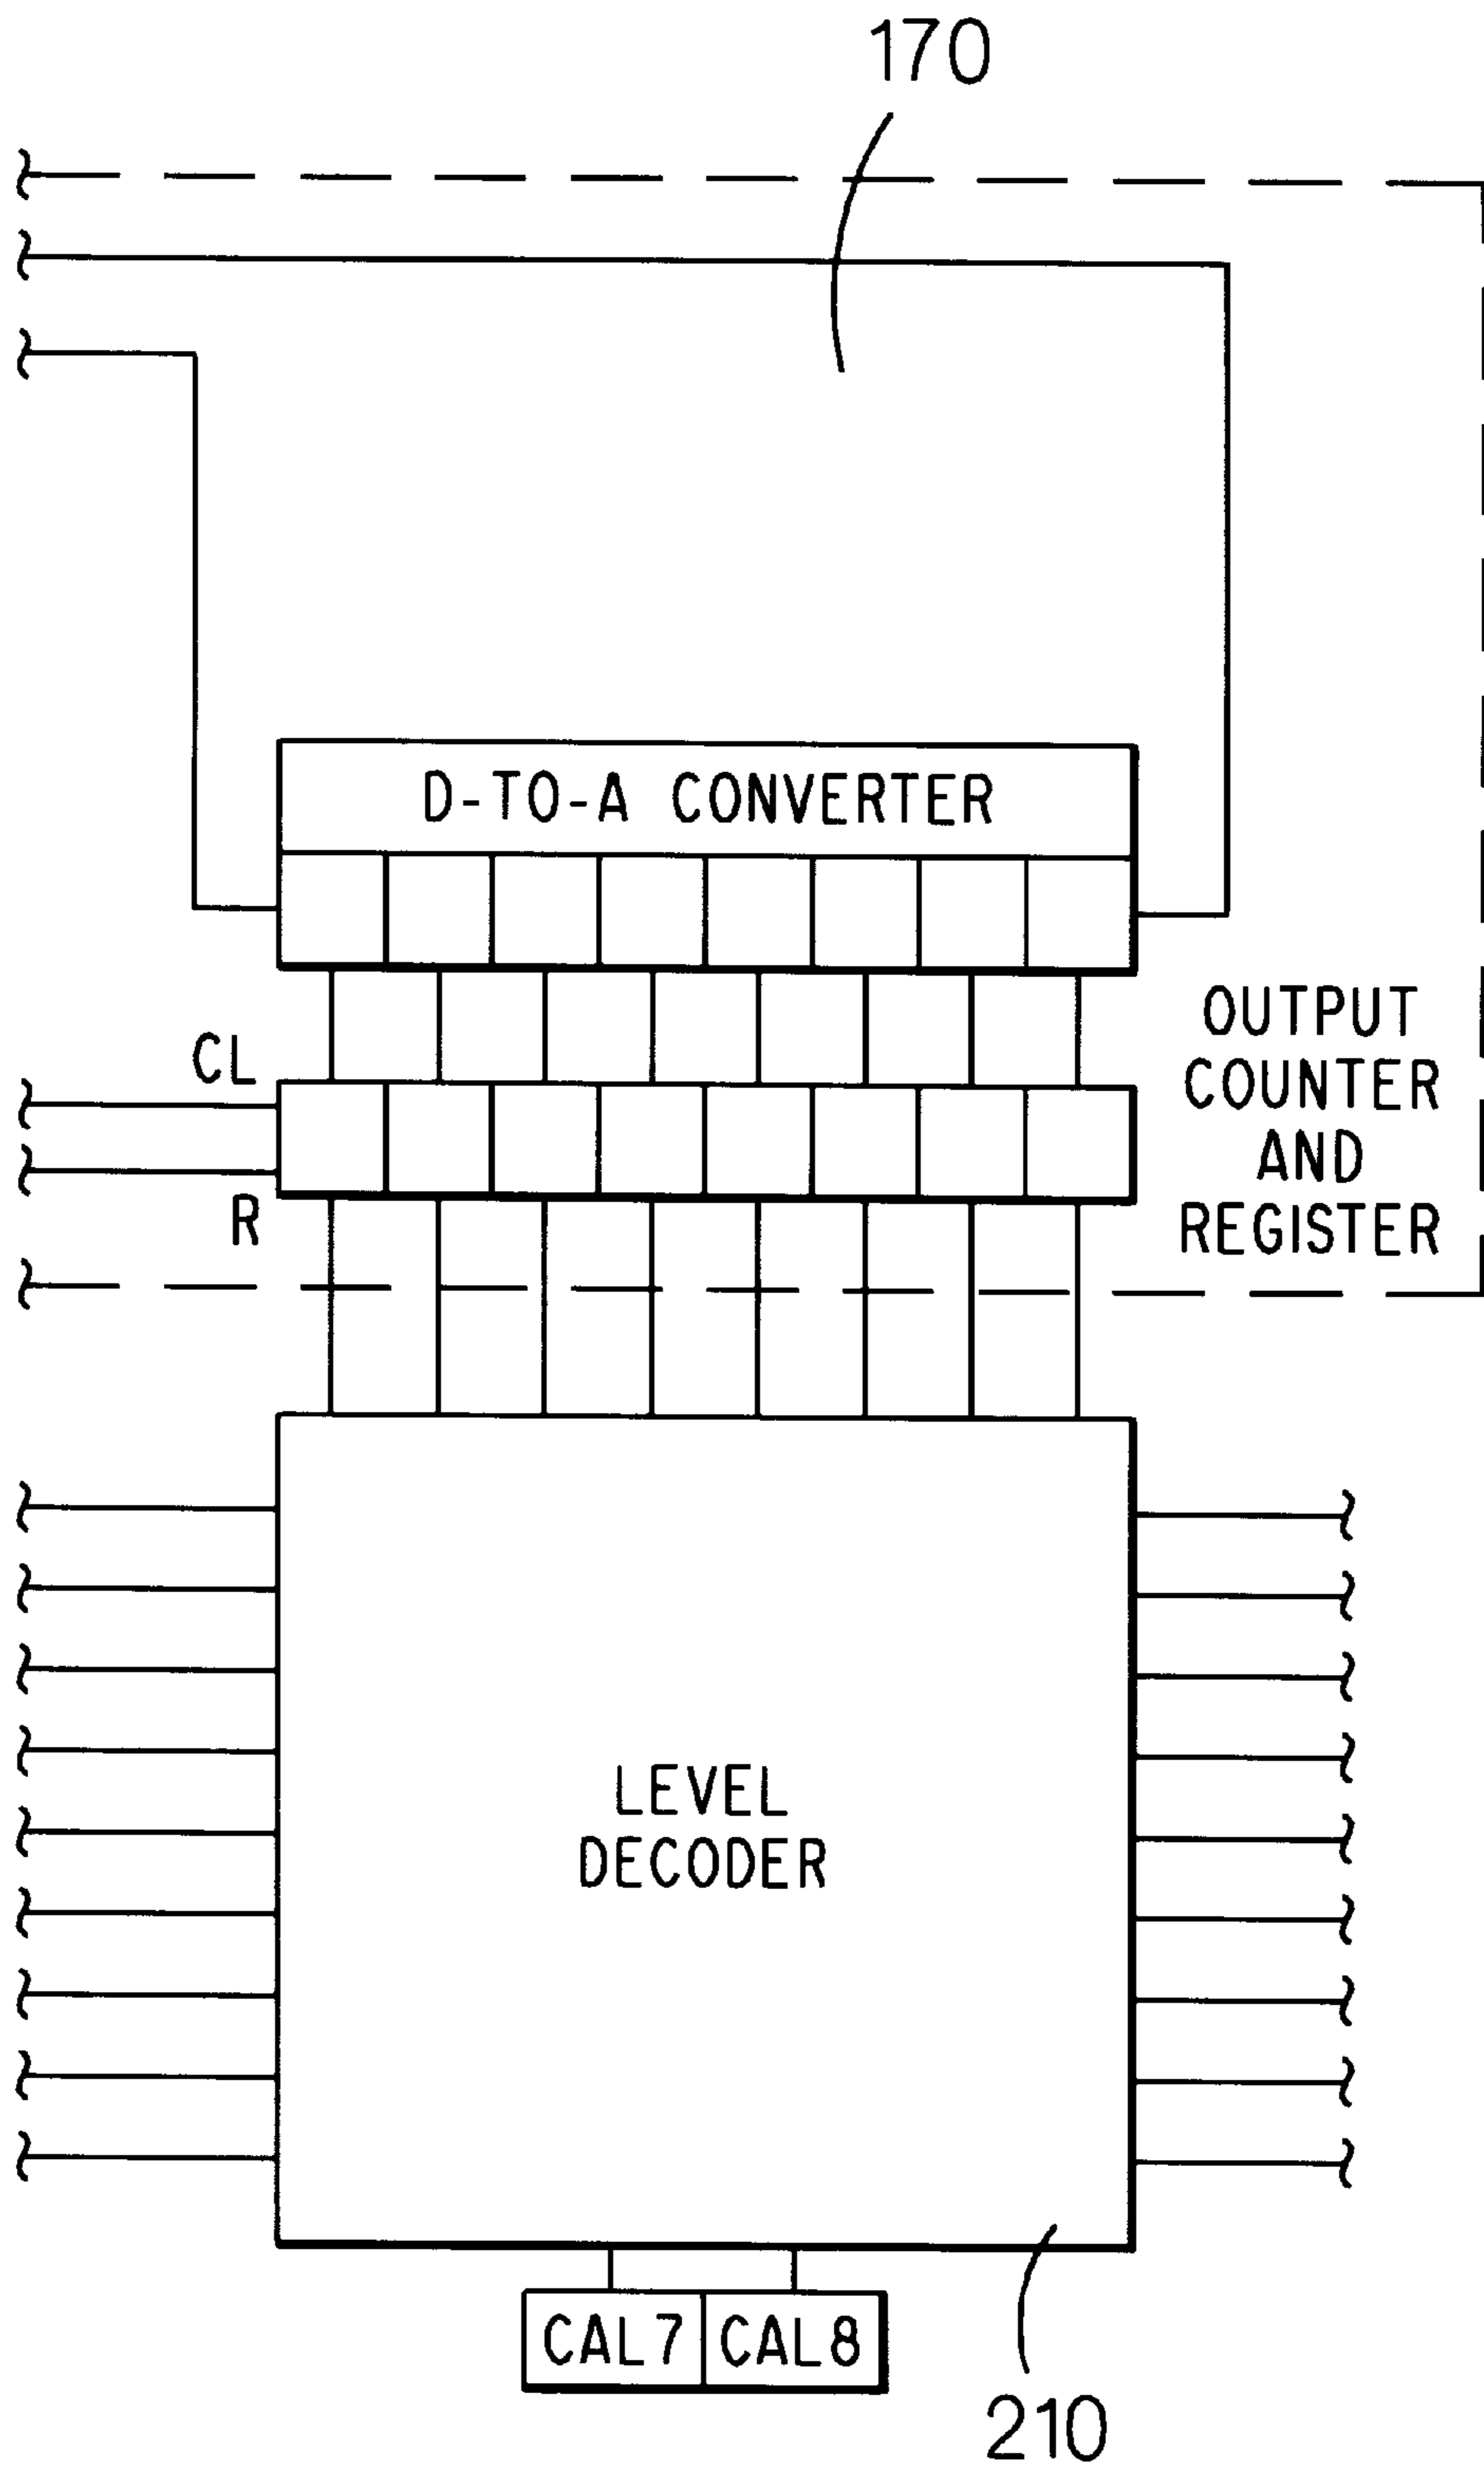 170
D-TO-A CONVERTER
OUTPUT
COUNTER
AND
REGISTER
CL
R
LEVEL
DECODER
CAL7 CAL8
210